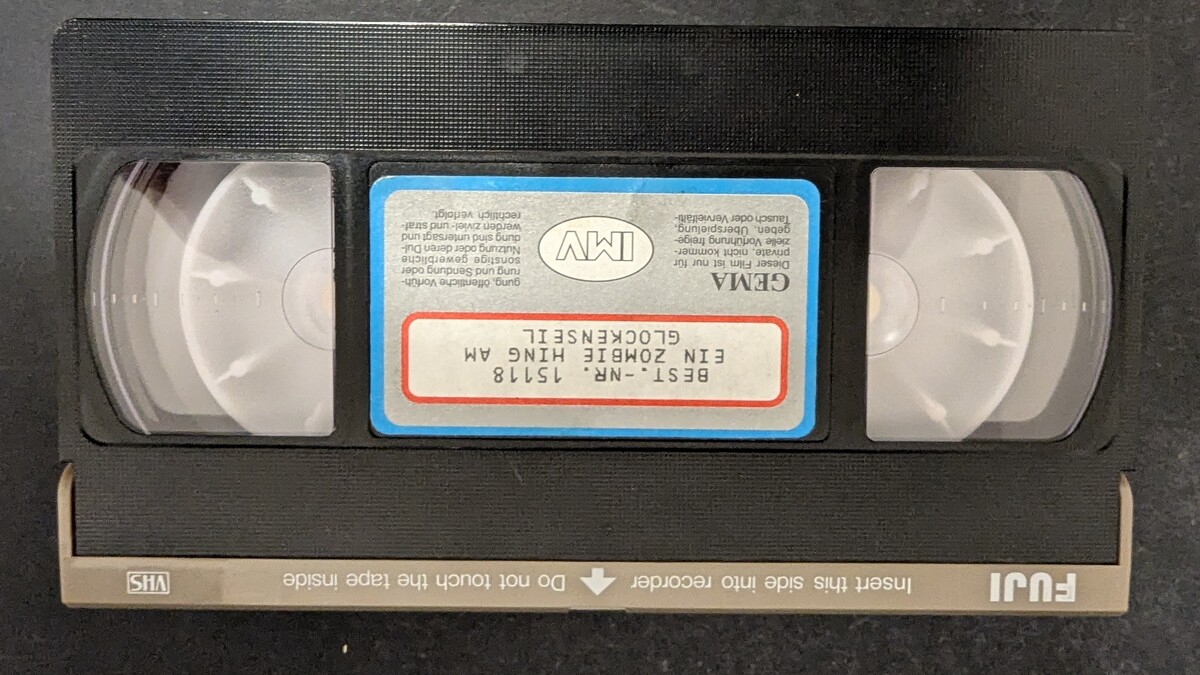 FUJI
Insert this side into recorder
Do not touch the tape inside
VHS
BEST.-NR. 15118
EIN ZOMBIE HING AM
GLOCKENSEIL
GEMA
Dieser Film ist nur für
private, nicht kommer-
zielle Vorführung freige-
geben. Überspielung,
Tausch oder Vervielfälti-
IMV
gung, öffentliche Vorfüh-
rung und Sendung oder
sonstige gewerbliche
Nutzung oder deren Dul-
dung sind untersagt und
werden zivil- und straf-
rechtlich verfolgt.